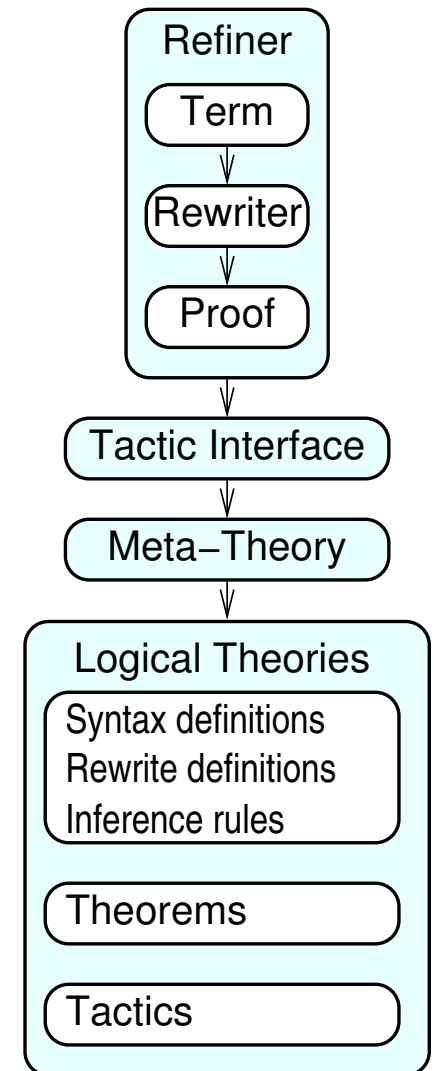 Refiner
Term
Rewriter
Proof
Tactic Interface
Meta−Theory
Logical Theories
Syntax definitions
Rewrite definitions
Inference rules
Theorems
Tactics